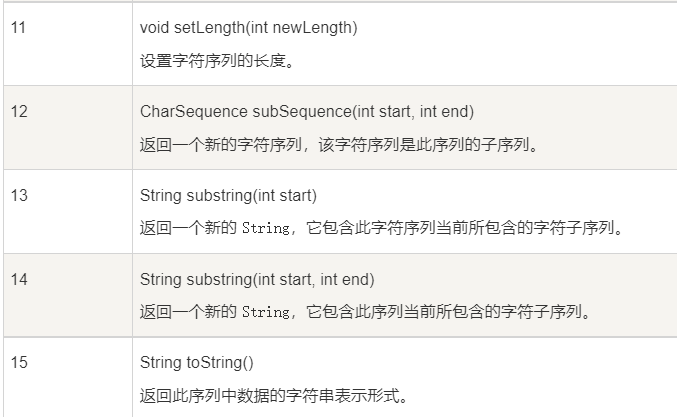 11 void setLength(int newLength)
设置字符序列的长度。
12 CharSequence subSequence(int start, int end)
返回一个新的字符序列，该字符序列是此序列的子序列。
13 String substring(int start)
返回一个新的 String，它包含此字符序列当前所包含的字符子序列。
14 String substring(int start, int end)
返回一个新的 String，它包含此序列当前所包含的字符子序列。
15 String toString()
返回此序列中数据的字符串表示形式。